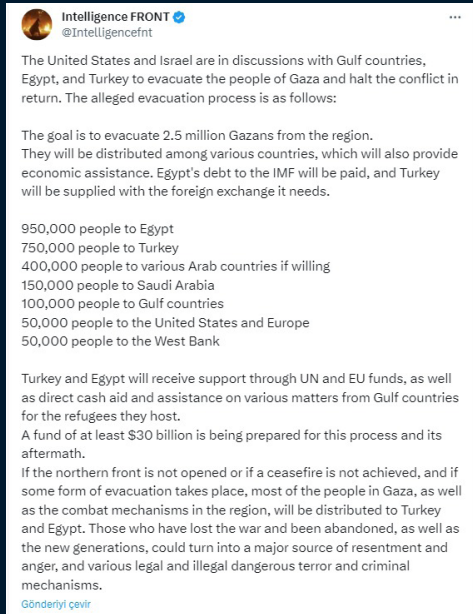 Intelligence FRONT
@Intelligencefnt
The United States and Israel are in discussions with Gulf countries,
Egypt, and Turkey to evacuate the people of Gaza and halt the conflict in
return. The alleged evacuation process is as follows:
The goal is to evacuate 2.5 million Gazans from the region.
They will be distributed among various countries, which will also provide
economic assistance. Egypt's debt to the IMF will be paid, and Turkey
will be supplied with the foreign exchange it needs.
950,000 people to Egypt
750,000 people to Turkey
400,000 people to various Arab countries if willing
150,000 people to Saudi Arabia
100,000 people to Gulf countries
50,000 people to the United States and Europe
50,000 people to the West Bank
Turkey and Egypt will receive support through UN and EU funds, as well
as direct cash aid and assistance on various matters from Gulf countries
for the refugees they host.
A fund of at least $30 billion is being prepared for this process and its
aftermath.
If the northern front is not opened or if a ceasefire is not achieved, and if
some form of evacuation takes place, most of the people in Gaza, as well
as the combat mechanisms in the region, will be distributed to Turkey
and Egypt. Those who have lost the war and been abandoned, as well as
the new generations, could turn into a major source of resentment and
anger, and various legal and illegal dangerous terror and criminal
mechanisms.
Gönderiyi çevir